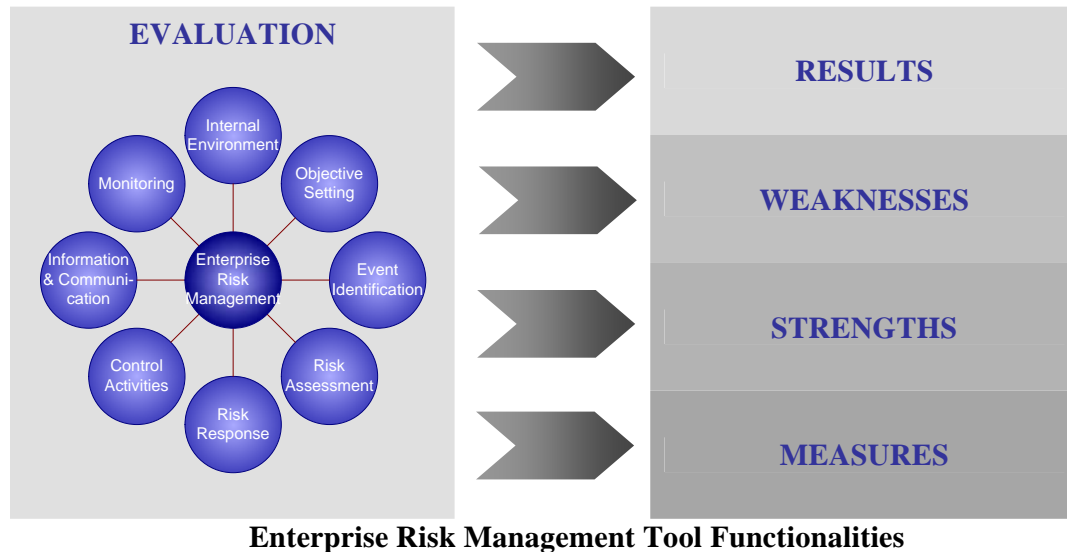 EVALUATION
Internal
Environment
Objective
Setting
Event
Identification
Risk
Assessment
Risk
Response
Control
Activities
Information
& Communi-
cation
Monitoring
Enterprise
Risk
Management
RESULTS
WEAKNESSES
STRENGTHS
MEASURES
Enterprise Risk Management Tool Functionalities